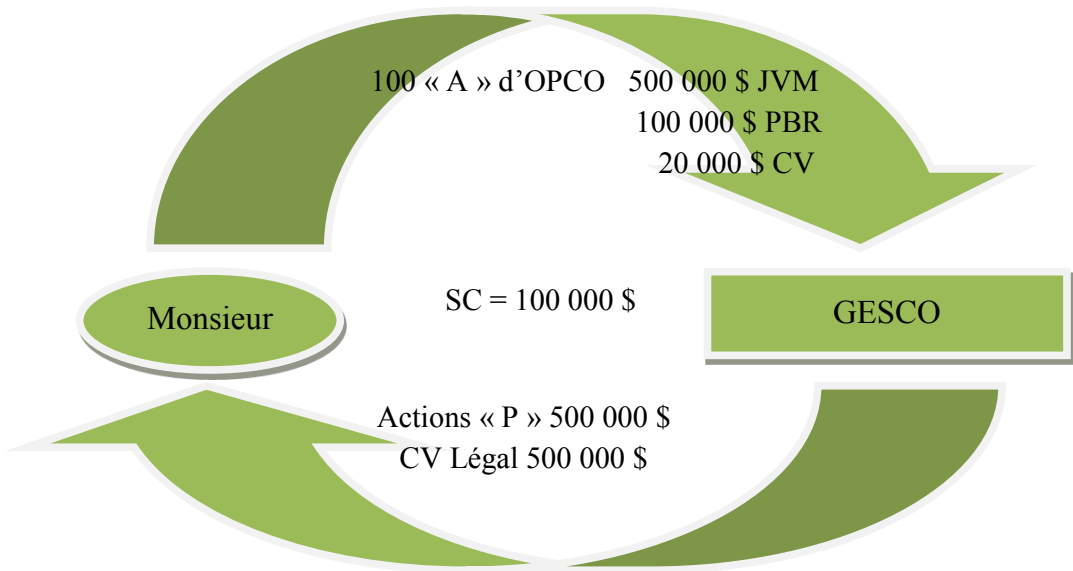 100 « A » d’OPCO 500 000 $ JVM
100 000 $ PBR
20 000 $ CV
Monsieur
SC = 100 000 $
GESCO
Actions « P » 500 000 $
CV Légal 500 000 $